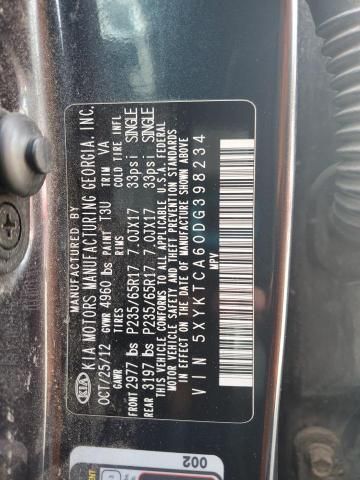 MANUFACTURED BY
KIA KIA MOTORS MANUFACTURING GEORGIA, INC.
OCT/25/12 GVWR 4960 lbs PAINT T3U TRIM VA
GAWR TIRES RIMS COLD TIRE INFL
FRONT 2977 lbs P235/65R17 7.0JX17 33psi SINGLE
REAR 3197 lbs P235/65R17 7.0JX17 33psi SINGLE
THIS VEHICLE CONFORMS TO ALL APPLICABLE U.S.A. FEDERAL
MOTOR VEHICLE SAFETY AND THEFT PREVENTION STANDARDS
IN EFFECT ON THE DATE OF MANUFACTURE SHOWN ABOVE.
VIN 5XYKTCA60DG398234
MPV
002